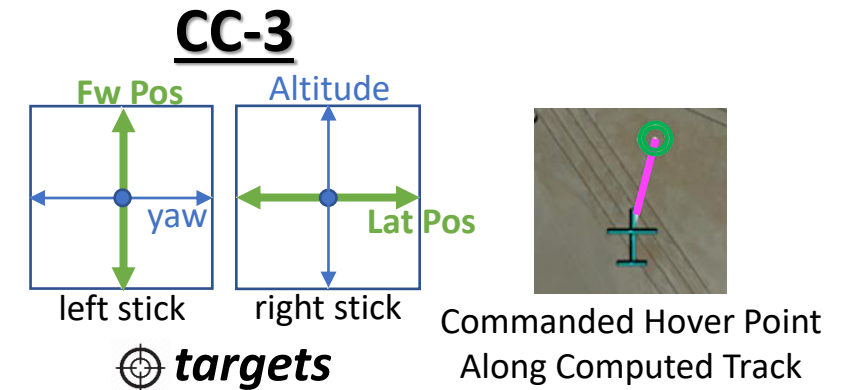 CC-3
Fw Pos
Altitude
yaw
Lat Pos
left stick
right stick
targets
Commanded Hover Point
Along Computed Track